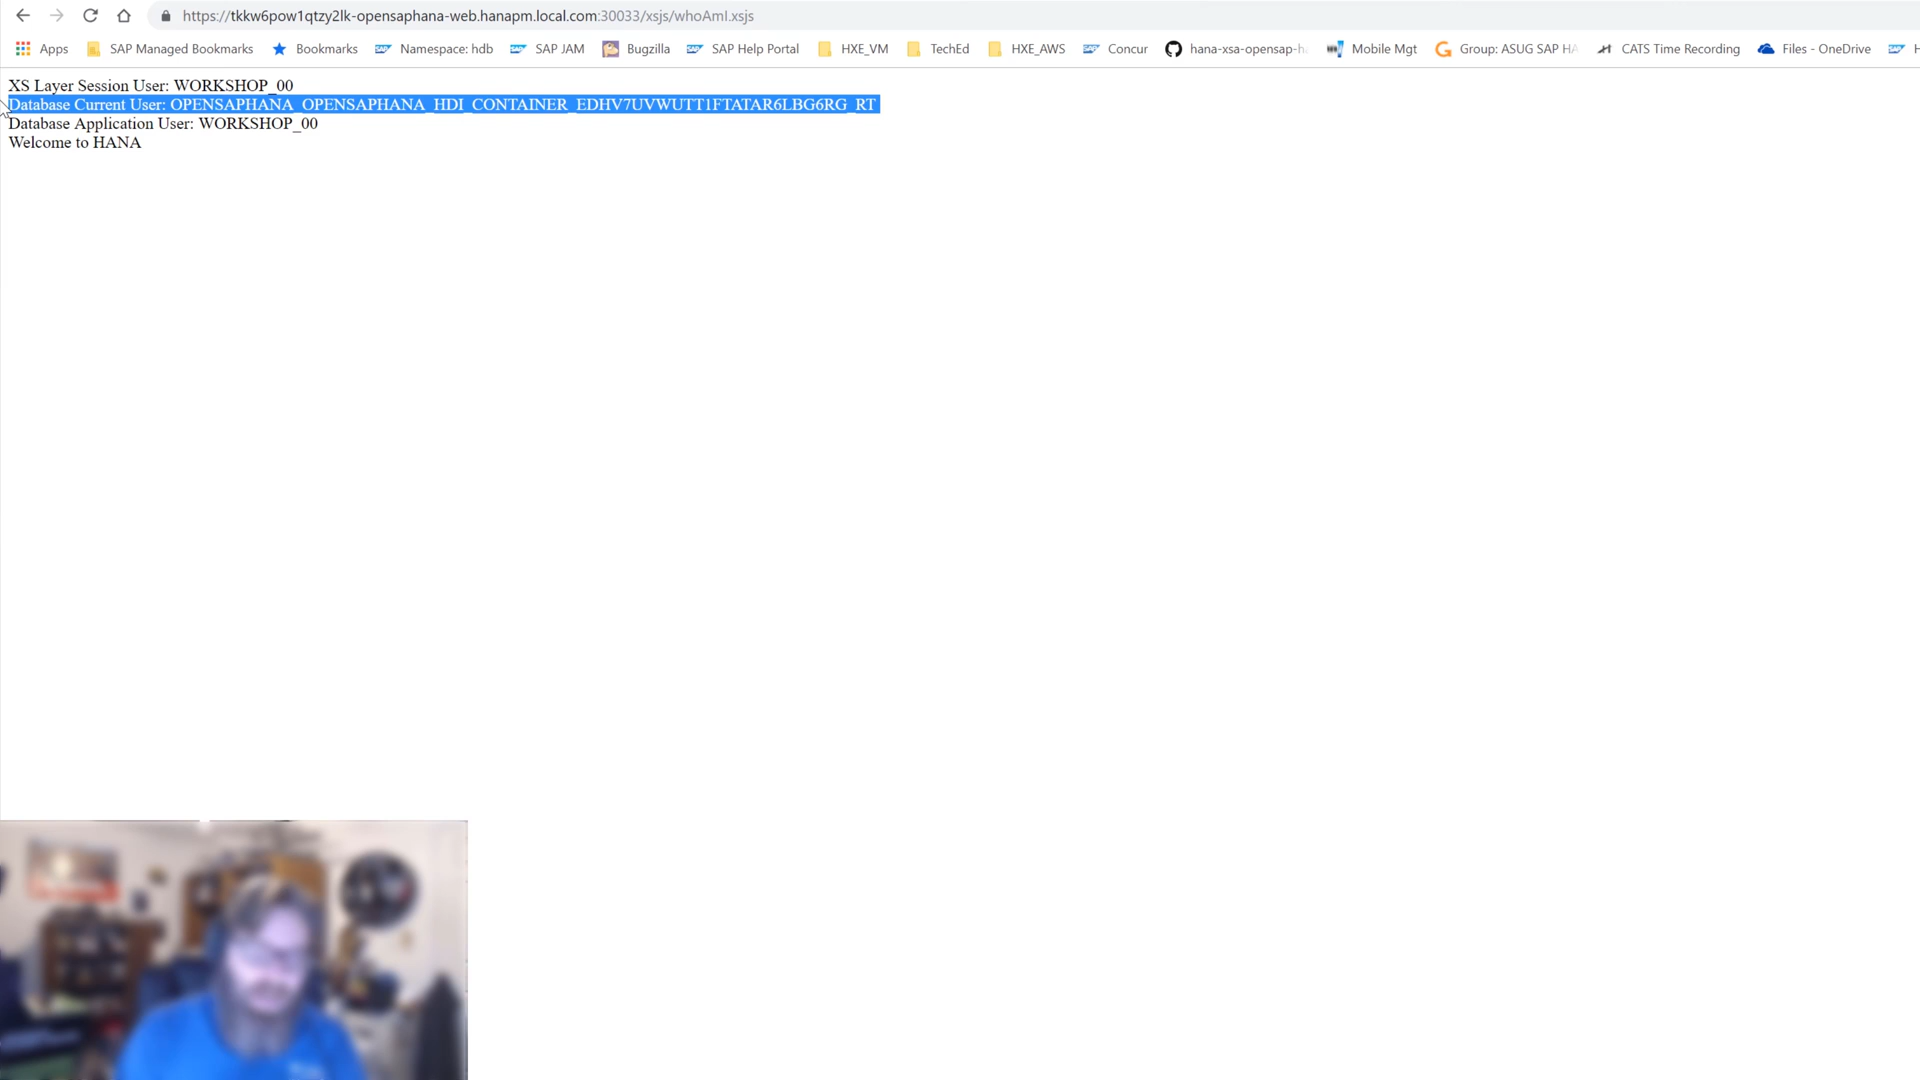 https://tkkw6pow1qtzy2lk-opensaphana-web.hanapm.local.com:30033/xsjs/whoAmI.xsjs
Apps SAP Managed Bookmarks Bookmarks Namespace: hdb SAP JAM Bugzilla SAP Help Portal HXE_VM TechEd HXE_AWS Concur hana-xsa-opensap-ha Mobile Mgt Group: ASUG SAP HA CATS Time Recording Files - OneDrive H
XS Layer Session User: WORKSHOP_00
Database Current User: OPENSAPHANA_OPENSAPHANA_HDI_CONTAINER_EDHV7UVWUTT1FTATAR6LBG6RG_RT
Database Application User: WORKSHOP_00
Welcome to HANA